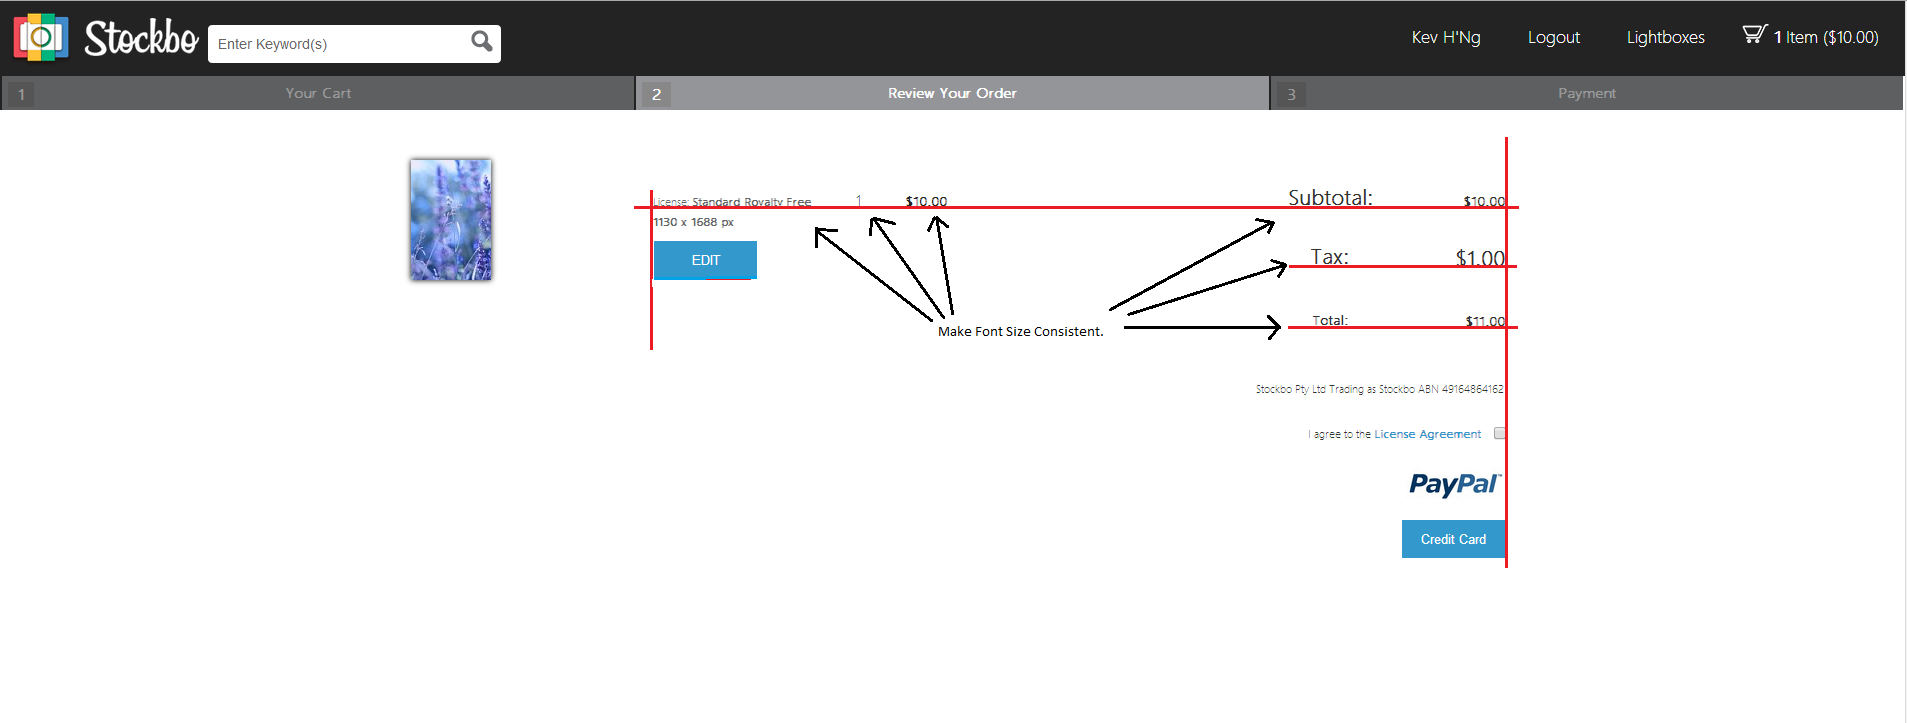 Stockbo
Enter Keyword(s)
Kev H'Ng
Logout
Lightboxes
1 Item ($10.00)
1 Your Cart
2 Review Your Order
3 Payment
License: Standard Royalty Free 1 $10.00
1130 x 1688 px
EDIT
Subtotal: $10.00
Tax: $1.00
Total: $11.00
Make Font Size Consistent.
Stockbo Pty Ltd Trading as Stockbo ABN 49164864162
I agree to the License Agreement
PayPal™
Credit Card